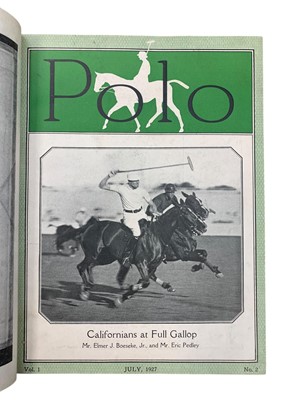 Polo
Californians at Full Gallop
Mr. Elmer J. Boeseke, Jr., and Mr. Eric Pedley
Vol. 1 JULY, 1927 No. 2